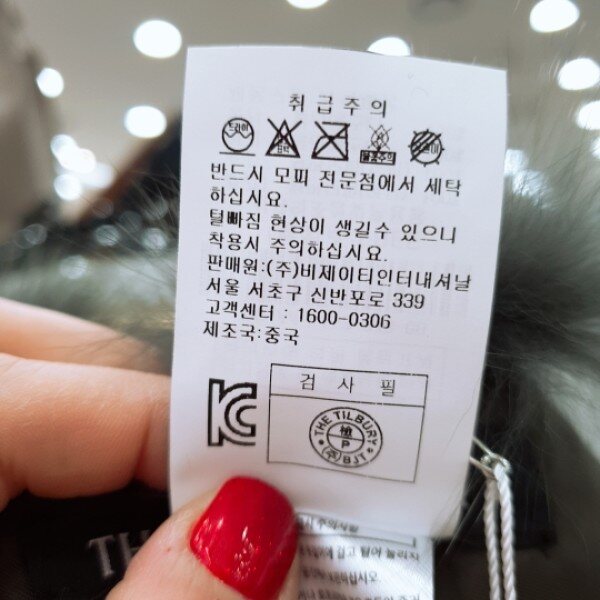 취급주의
반드시 모피 전문점에서 세탁
하십시요.
털빠짐 현상이 생길수 있으니
착용시 주의하십시요.
판매원:(주)비제이티인터내셔날
서울 서초구 신반포로 339
고객센터 : 1600-0306
제조국:중국
검 사 필
THE TILBURY
P
(주)BJT
TH